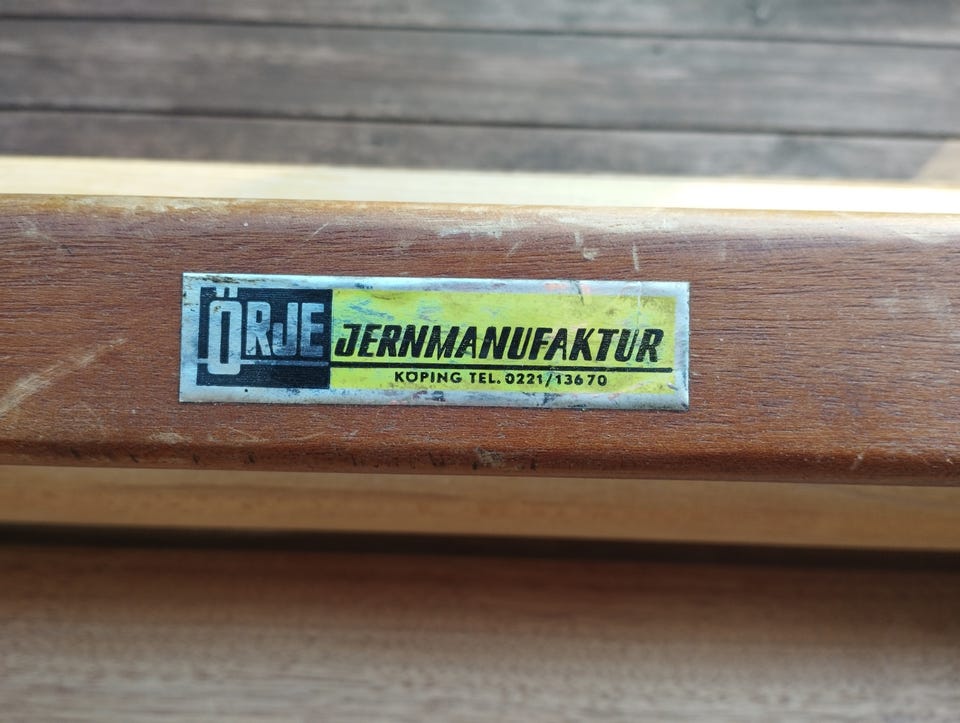 ÖRJE JERNMANUFAKTUR
KÖPING TEL. 0221/13670